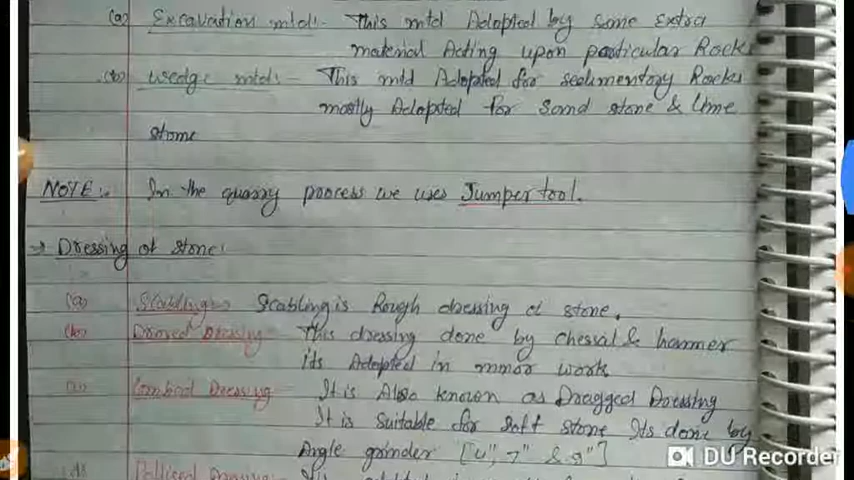 (a) Excavation mtd:- This mtd Adopted by some Extra
material Acting upon particular Rocks
(b) wedge mtd:- This mtd Adopted for sedimentory Rocks
mostly Adopted for Sand stone & lime
stone
NOTE:- In the quarry process we uses Jumper tool.
→ Dressing of stone:
(a) Scabling:- Scabling is Rough dressing of stone.
(b) Dressing This dressing done by & hammer
its Adopted in minor work
(c) Combed Dressing It is Also known as Dragged Dressing
It is suitable for soft stone Its done by
Angle grinder [4", 7" & 9"]
DU Recorder